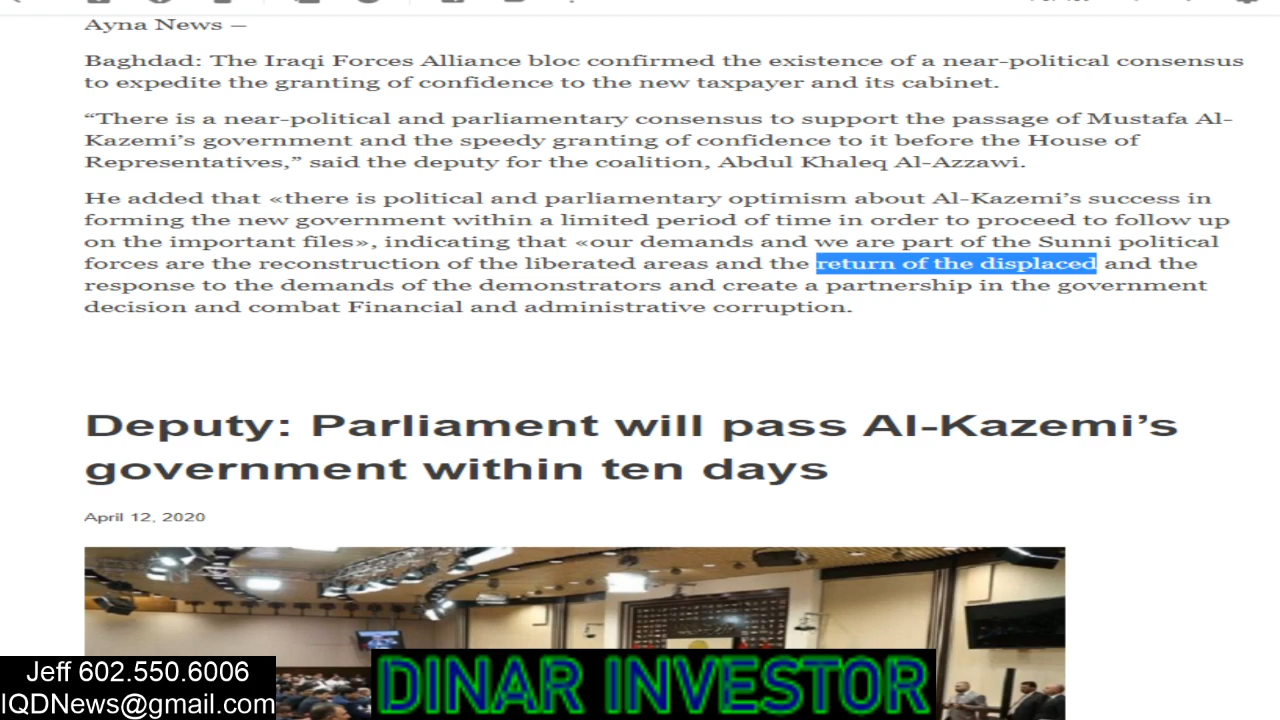 Ayna News –
Baghdad: The Iraqi Forces Alliance bloc confirmed the existence of a near-political consensus
to expedite the granting of confidence to the new taxpayer and its cabinet.
“There is a near-political and parliamentary consensus to support the passage of Mustafa Al-
Kazemi’s government and the speedy granting of confidence to it before the House of
Representatives,” said the deputy for the coalition, Abdul Khaleq Al-Azzawi.
He added that «there is political and parliamentary optimism about Al-Kazemi’s success in
forming the new government within a limited period of time in order to proceed to follow up
on the important files», indicating that «our demands and we are part of the Sunni political
forces are the reconstruction of the liberated areas and the return of the displaced and the
response to the demands of the demonstrators and create a partnership in the government
decision and combat Financial and administrative corruption.
Deputy: Parliament will pass Al-Kazemi’s
government within ten days
April 12, 2020
Jeff 602.550.6006
IQDNews@gmail.com
DINAR INVESTOR